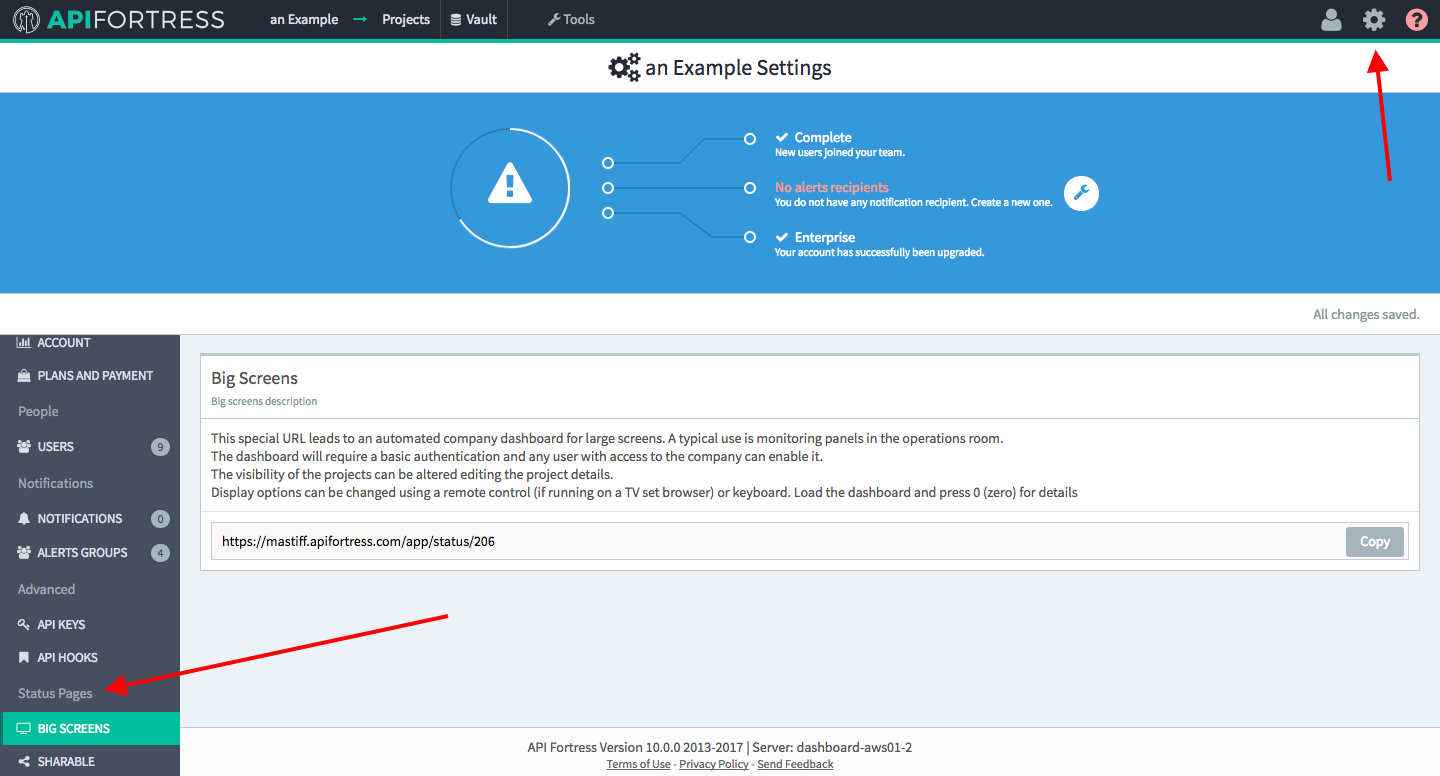 APIFORTRESS
an Example → Projects
Vault
Tools
?
an Example Settings
Complete
New users joined your team.
No alerts recipients
You do not have any notification recipient. Create a new one.
Enterprise
Your account has successfully been upgraded.
All changes saved.
ACCOUNT
PLANS AND PAYMENT
People
USERS 9
Notifications
NOTIFICATIONS 0
ALERTS GROUPS 4
Advanced
API KEYS
API HOOKS
Status Pages
BIG SCREENS
SHARABLE
Big Screens
Big screens description
This special URL leads to an automated company dashboard for large screens. A typical use is monitoring panels in the operations room.
The dashboard will require a basic authentication and any user with access to the company can enable it.
The visibility of the projects can be altered editing the project details.
Display options can be changed using a remote control (if running on a TV set browser) or keyboard. Load the dashboard and press 0 (zero) for details
https://mastiff.apifortress.com/app/status/206
Copy
API Fortress Version 10.0.0 2013-2017 | Server: dashboard-aws01-2
Terms of Use - Privacy Policy - Send Feedback